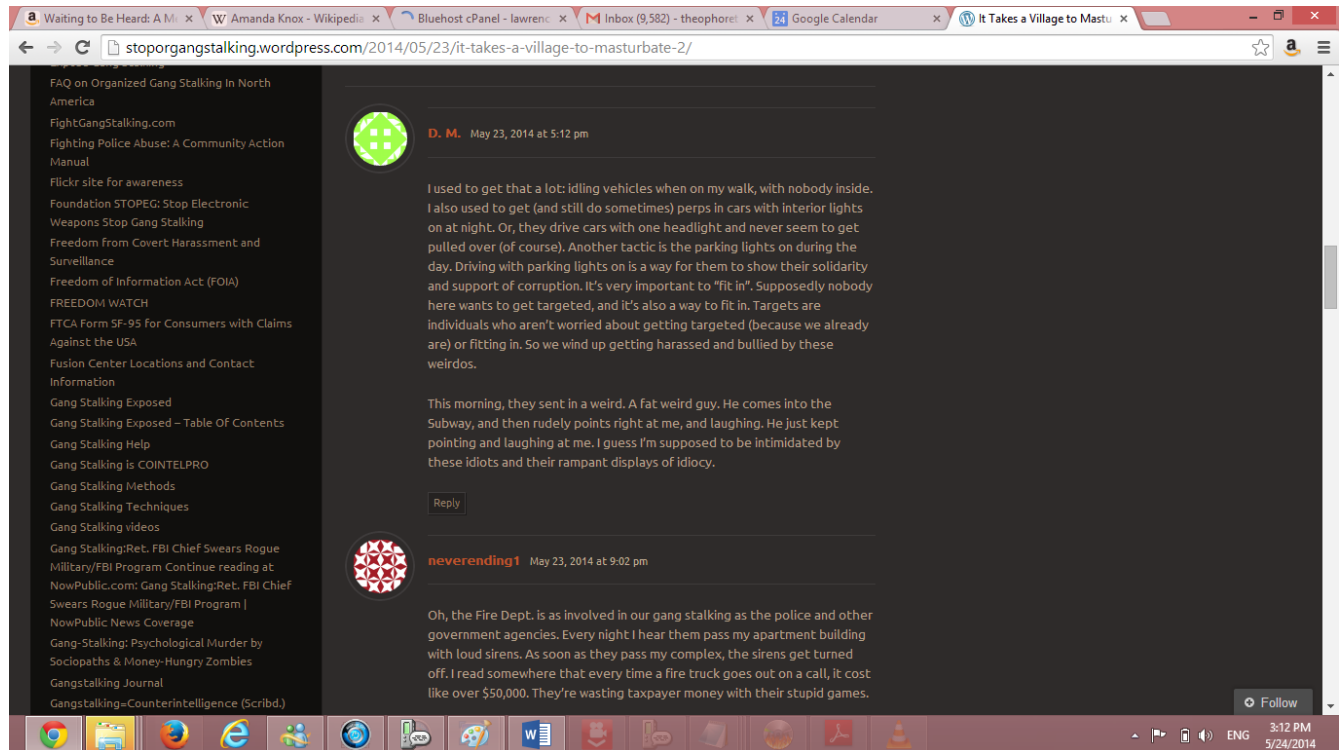 Waiting to Be Heard: A Me
Amanda Knox - Wikipedia
Bluehost cPanel - lawrenc
Inbox (9,582) - theophoret
24 Google Calendar
It Takes a Village to Mastu
stoporgangstalking.wordpress.com/2014/05/23/it-takes-a-village-to-masturbate-2/
FAQ on Organized Gang Stalking In North
America
FightGangStalking.com
Fighting Police Abuse: A Community Action
Manual
Flickr site for awareness
Foundation STOPEG: Stop Electronic
Weapons Stop Gang Stalking
Freedom from Covert Harassment and
Surveillance
Freedom of Information Act (FOIA)
FREEDOM WATCH
FTCA Form SF-95 for Consumers with Claims
Against the USA
Fusion Center Locations and Contact
Information
Gang Stalking Exposed
Gang Stalking Exposed – Table Of Contents
Gang Stalking Help
Gang Stalking is COINTELPRO
Gang Stalking Methods
Gang Stalking Techniques
Gang Stalking videos
Gang Stalking:Ret. FBI Chief Swears Rogue
Military/FBI Program Continue reading at
NowPublic.com: Gang Stalking:Ret. FBI Chief
Swears Rogue Military/FBI Program |
NowPublic News Coverage
Gang-Stalking: Psychological Murder by
Sociopaths & Money-Hungry Zombies
Gangstalking Journal
Gangstalking=Counterintelligence (Scribd.)
D. M. May 23, 2014 at 5:12 pm
I used to get that a lot: idling vehicles when on my walk, with nobody inside.
I also used to get (and still do sometimes) perps in cars with interior lights
on at night. Or, they drive cars with one headlight and never seem to get
pulled over (of course). Another tactic is the parking lights on during the
day. Driving with parking lights on is a way for them to show their solidarity
and support of corruption. It's very important to “fit in”. Supposedly nobody
here wants to get targeted, and it's also a way to fit in. Targets are
individuals who aren't worried about getting targeted (because we already
are) or fitting in. So we wind up getting harassed and bullied by these
weirdos.
This morning, they sent in a weird. A fat weird guy. He comes into the
Subway, and then rudely points right at me, and laughing. He just kept
pointing and laughing at me. I guess I'm supposed to be intimidated by
these idiots and their rampant displays of idiocy.
Reply
neverending1 May 23, 2014 at 9:02 pm
Oh, the Fire Dept. is as involved in our gang stalking as the police and other
government agencies. Every night I hear them pass my apartment building
with loud sirens. As soon as they pass my complex, the sirens get turned
off. I read somewhere that every time a fire truck goes out on a call, it cost
like over $50,000. They're wasting taxpayer money with their stupid games.
Follow
ENG
3:12 PM
5/24/2014